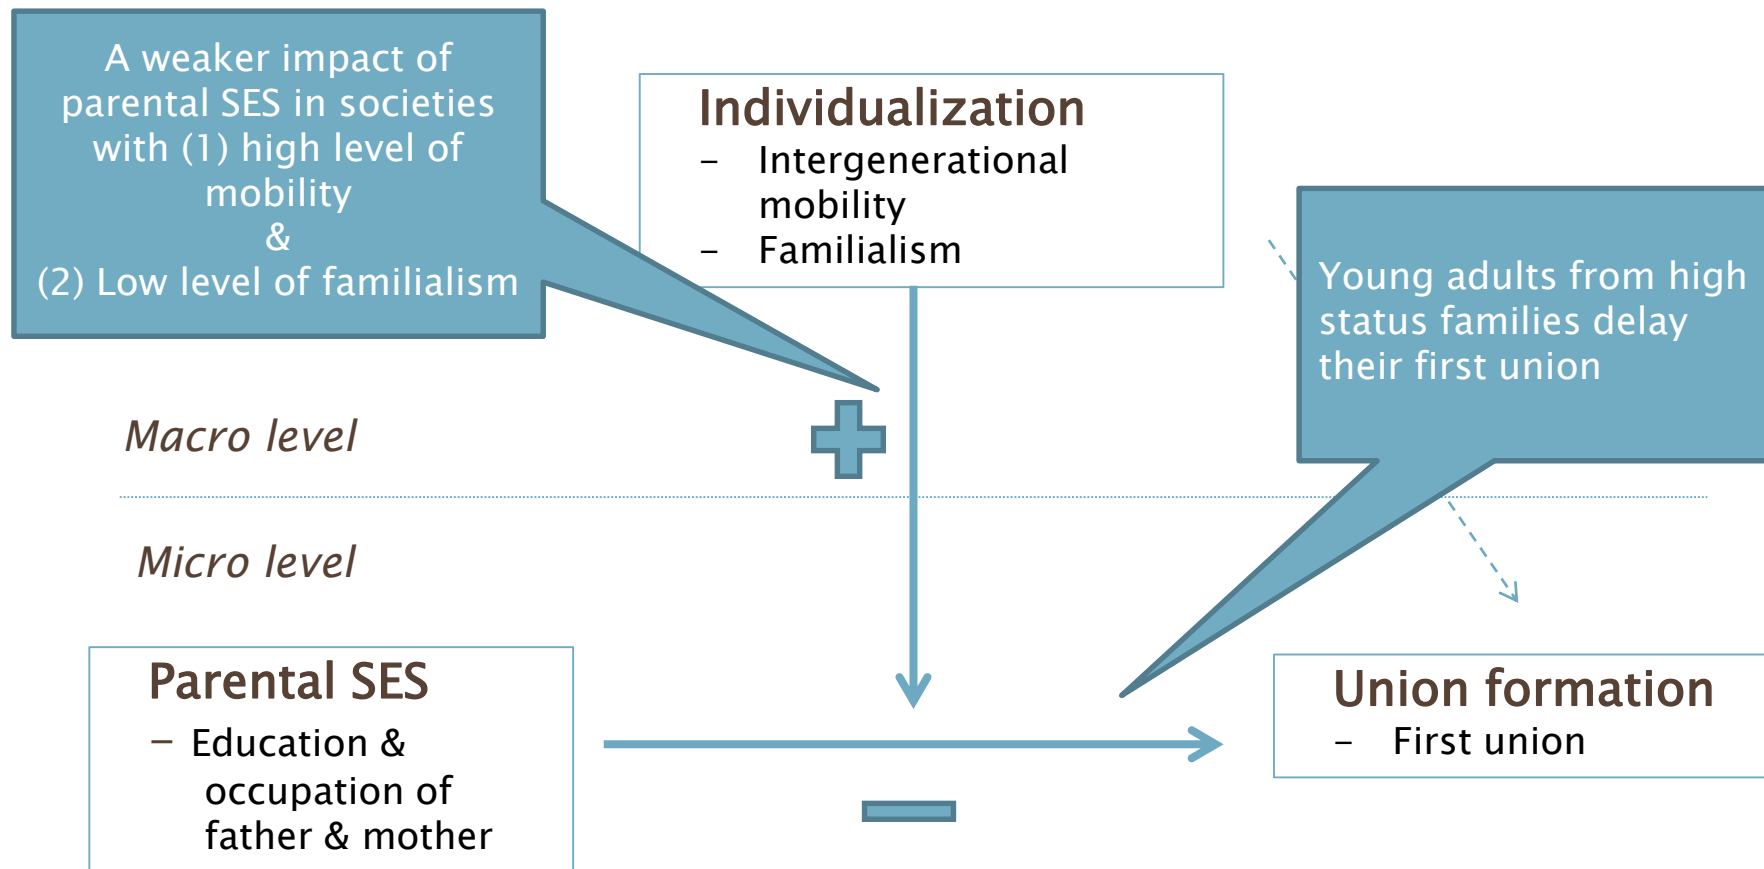 A weaker impact of
parental SES in societies
with (1) high level of
mobility
&
(2) Low level of familialism
Individualization
– Intergenerational
mobility
– Familialism
Young adults from high
status families delay
their first union
Macro level
Micro level
Parental SES
– Education &
occupation of
father & mother
Union formation
– First union